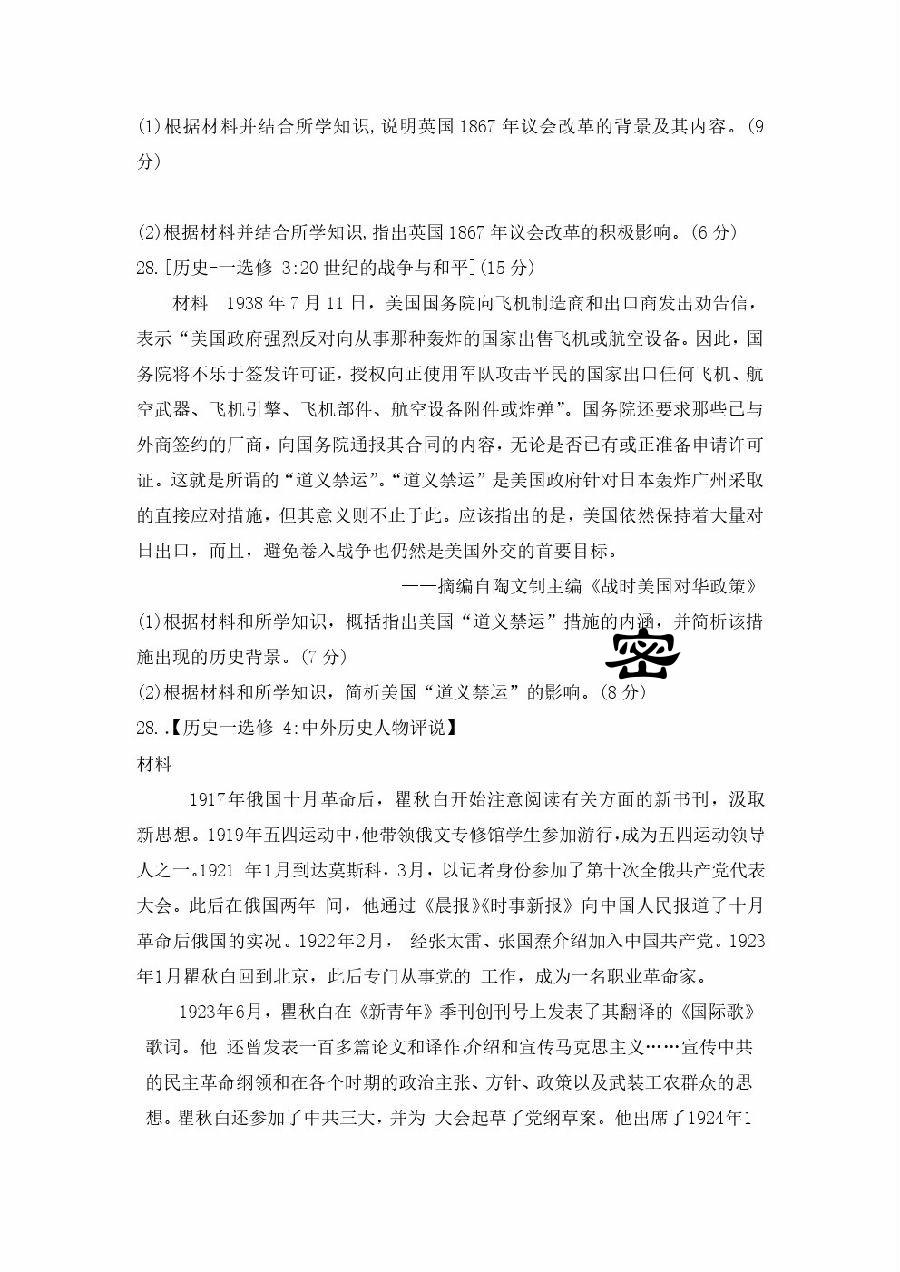 (1)根据材料并结合所学知识,说明英国1867年议会改革的背景及其内容。(9
分)
(2)根据材料并结合所学知识,指出英国1867年议会改革的积极影响。(6分)
28.[历史-一选修 3:20世纪的战争与和平](15分)
材料 1938年7月11日，美国国务院向飞机制造商和出口商发出劝告信，
表示“美国政府强烈反对向从事那种轰炸的国家出售飞机或航空设备。因此，国
务院将不乐于签发许可证，授权向正使用军队攻击平民的国家出口任何飞机、航
空武器、飞机引擎、飞机部件、航空设备附件或炸弹”。国务院还要求那些已与
外商签约的厂商，向国务院通报其合同的内容，无论是否已有或正准备申请许可
证。这就是所谓的“道义禁运”。“道义禁运”是美国政府针对日本轰炸广州采取
的直接应对措施，但其意义则不止于此。应该指出的是，美国依然保持着大量对
日出口，而且，避免卷入战争也仍然是美国外交的首要目标。
——摘编自陶文钊主编《战时美国对华政策》
(1)根据材料和所学知识，概括指出美国“道义禁运”措施的内涵，并简析该措
施出现的历史背景。(7分)
密
(2)根据材料和所学知识，简析美国“道义禁运”的影响。(8分)
28..【历史一选修 4:中外历史人物评说】
材料
1917年俄国十月革命后，瞿秋白开始注意阅读有关方面的新书刊，汲取
新思想。1919年五四运动中，他带领俄文专修馆学生参加游行，成为五四运动领导
人之一。1921 年1月到达莫斯科，3月，以记者身份参加了第十次全俄共产党代表
大会。此后在俄国两年 间，他通过《晨报》《时事新报》向中国人民报道了十月
革命后俄国的实况。1922年2月， 经张太雷、张国焘介绍加入中国共产党。1923
年1月瞿秋白回到北京，此后专门从事党的 工作，成为一名职业革命家。
1923年6月，瞿秋白在《新青年》季刊创刊号上发表了其翻译的《国际歌》
歌词。他 还曾发表一百多篇论文和译作,介绍和宣传马克思主义……宣传中共
的民主革命纲领和在各个时期的政治主张、方针、政策以及武装工农群众的思
想。瞿秋白还参加了中共三大，并为 大会起草了党纲草案。他出席了1924年1